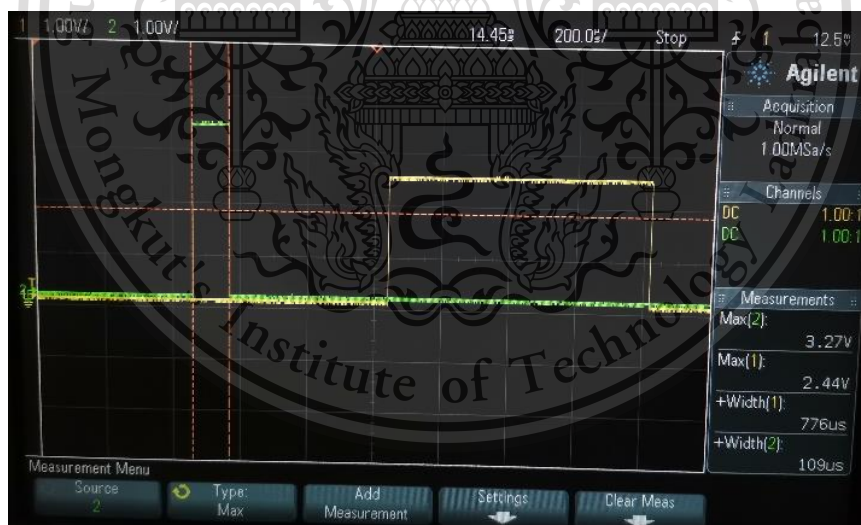 1 1.00V/ 2 1.00V/ 14.45s 200.0s/ Stop 1 12.5
Agilent
Acquisition
Normal
1.00MSa/s
Channels
DC 1.00:1
DC 1.00:1
Measurements
Max(2):
3.27V
Max(1):
2.44V
+Width(1):
776us
+Width(2):
109us
Measurement Menu
Source
2
Type:
Max
Add
Measurement
Settings
Clear Meas
Mongkut's Institute of Technology